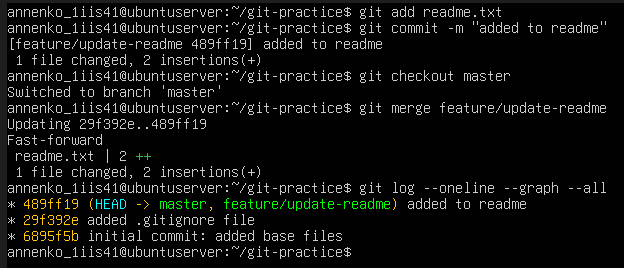 annenko_1iis41@ubuntuserver:~/git-practice$ git add readme.txt
annenko_1iis41@ubuntuserver:~/git-practice$ git commit -m "added to readme"
[feature/update-readme 489ff19] added to readme
 1 file changed, 2 insertions(+)
annenko_1iis41@ubuntuserver:~/git-practice$ git checkout master
Switched to branch 'master'
annenko_1iis41@ubuntuserver:~/git-practice$ git merge feature/update-readme
Updating 29f392e..489ff19
Fast-forward
 readme.txt | 2 ++
 1 file changed, 2 insertions(+)
annenko_1iis41@ubuntuserver:~/git-practice$ git log --oneline --graph --all
* 489ff19 (HEAD -> master, feature/update-readme) added to readme
* 29f392e added .gitignore file
* 6895f5b initial commit: added base files
annenko_1iis41@ubuntuserver:~/git-practice$